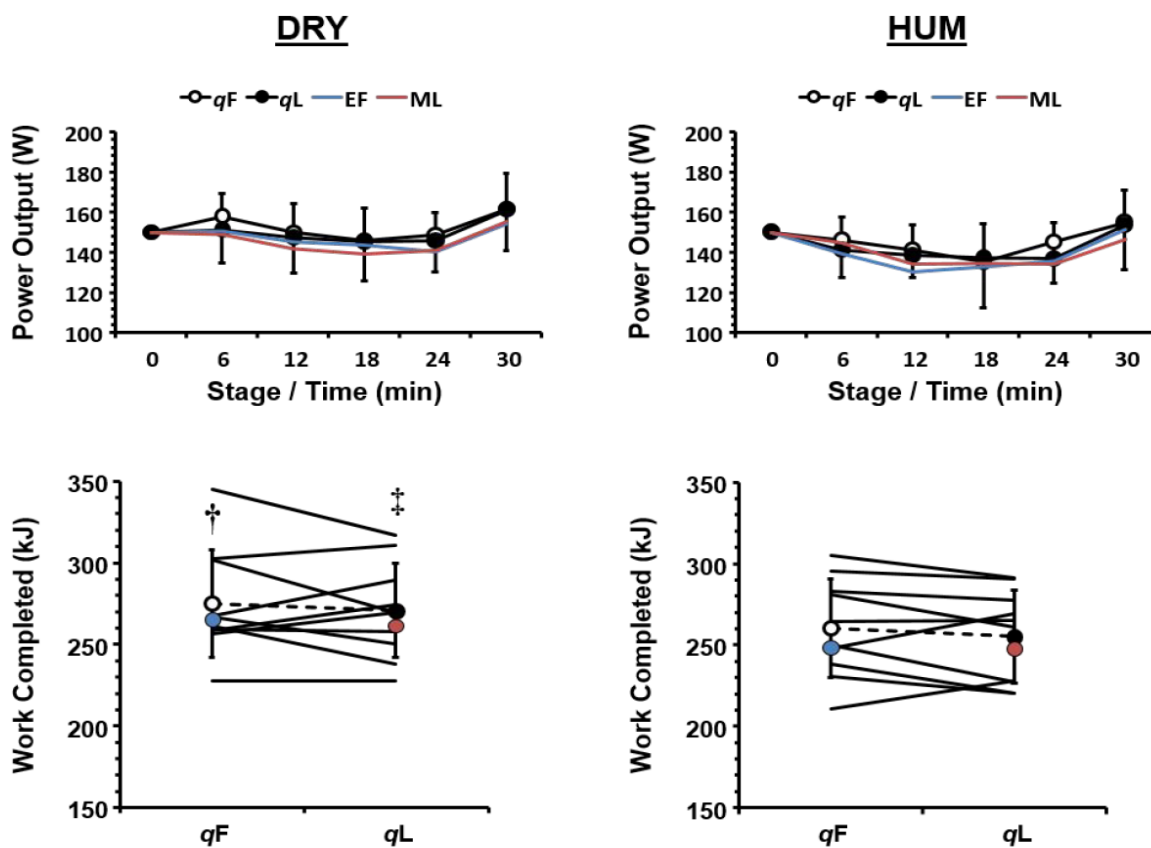 DRY
qF qL EF ML
Power Output (W)
200
180
160
140
120
100
0 6 12 18 24 30
Stage / Time (min)
HUM
qF qL EF ML
Power Output (W)
200
180
160
140
120
100
0 6 12 18 24 30
Stage / Time (min)
Work Completed (kJ)
350
300
250
200
150
†
‡
qF qL
Work Completed (kJ)
350
300
250
200
150
qF qL